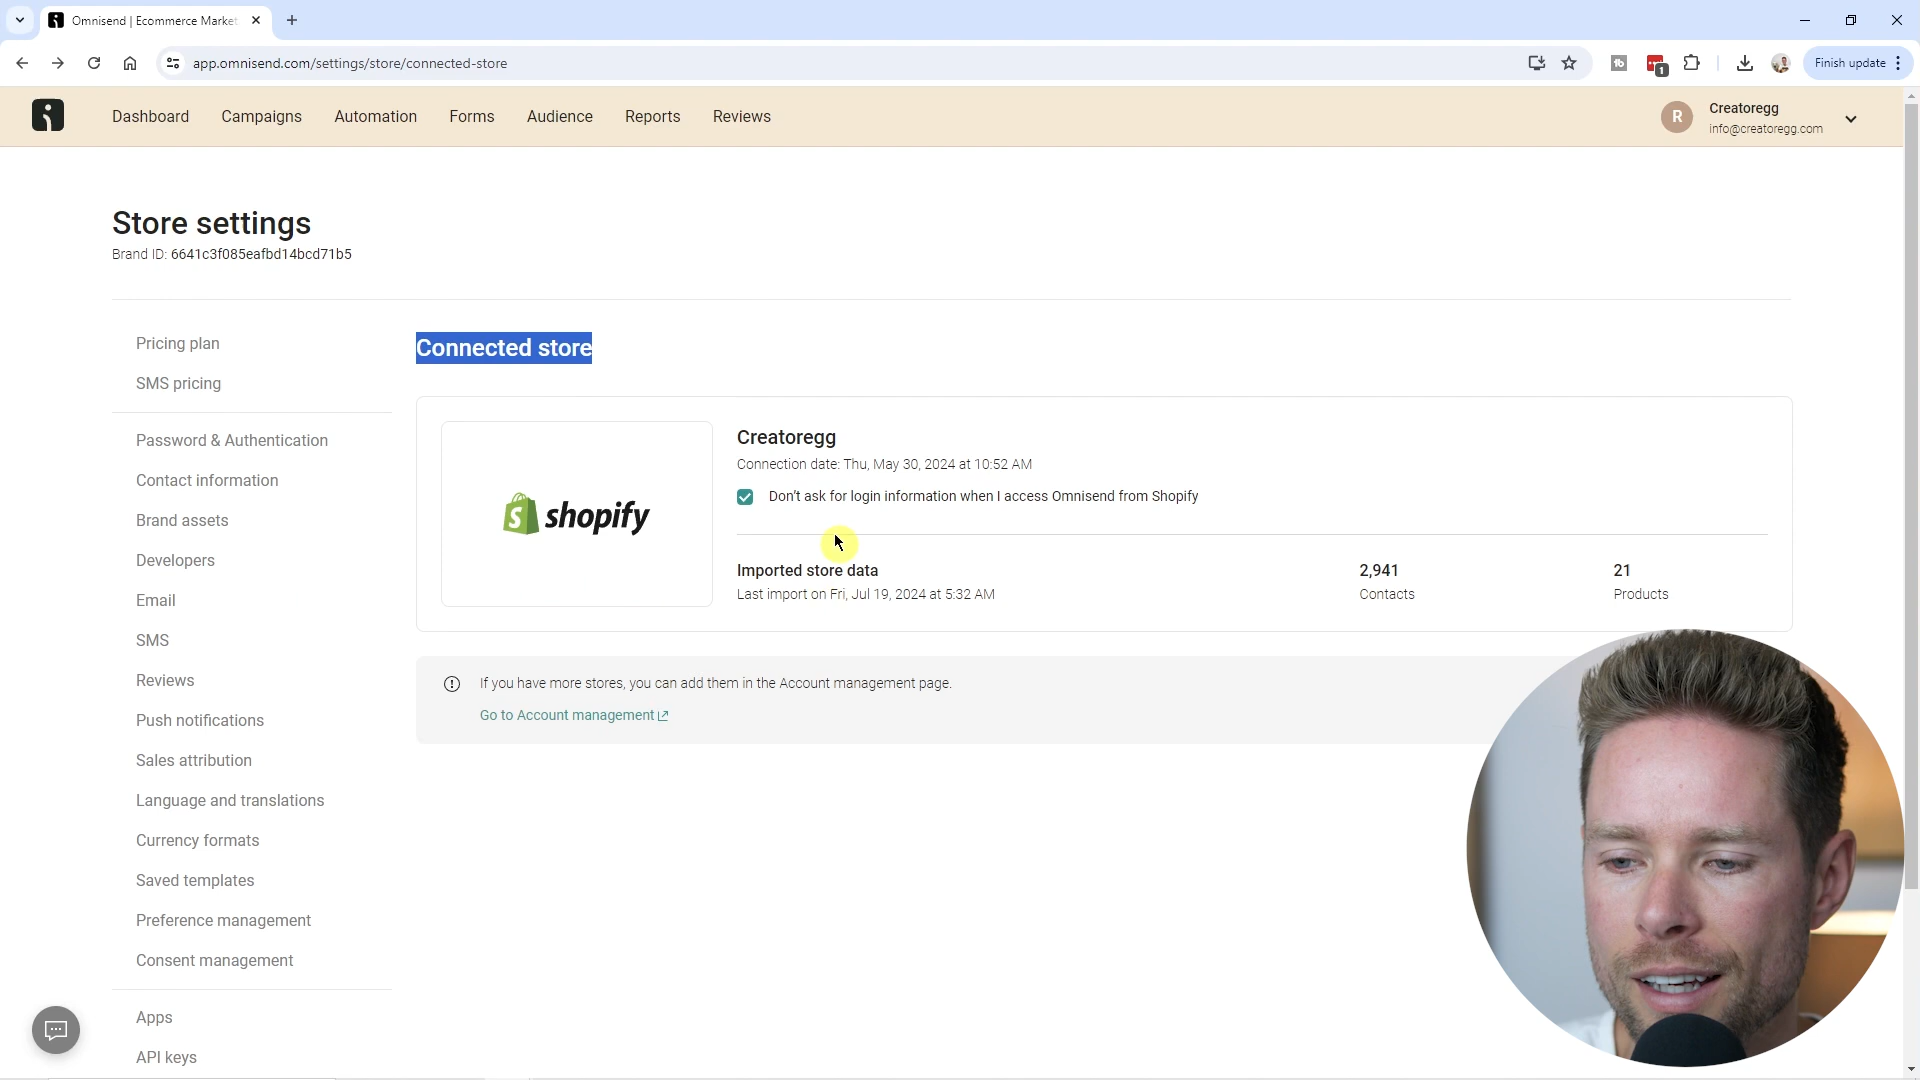 Omnisend | Ecommerce Market
app.omnisend.com/settings/store/connected-store
1
Finish update
Dashboard
Campaigns
Automation
Forms
Audience
Reports
Reviews
R
Creatoregg
info@creatoregg.com
Store settings
Brand ID: 6641c3f085eafbd14bcd71b5
Pricing plan
SMS pricing
Password & Authentication
Contact information
Brand assets
Developers
Email
SMS
Reviews
Push notifications
Sales attribution
Language and translations
Currency formats
Saved templates
Preference management
Consent management
Apps
API keys
Connected store
shopify
Creatoregg
Connection date: Thu, May 30, 2024 at 10:52 AM
Don't ask for login information when I access Omnisend from Shopify
Imported store data
Last import on Fri, Jul 19, 2024 at 5:32 AM
2,941
Contacts
21
Products
If you have more stores, you can add them in the Account management page.
Go to Account management